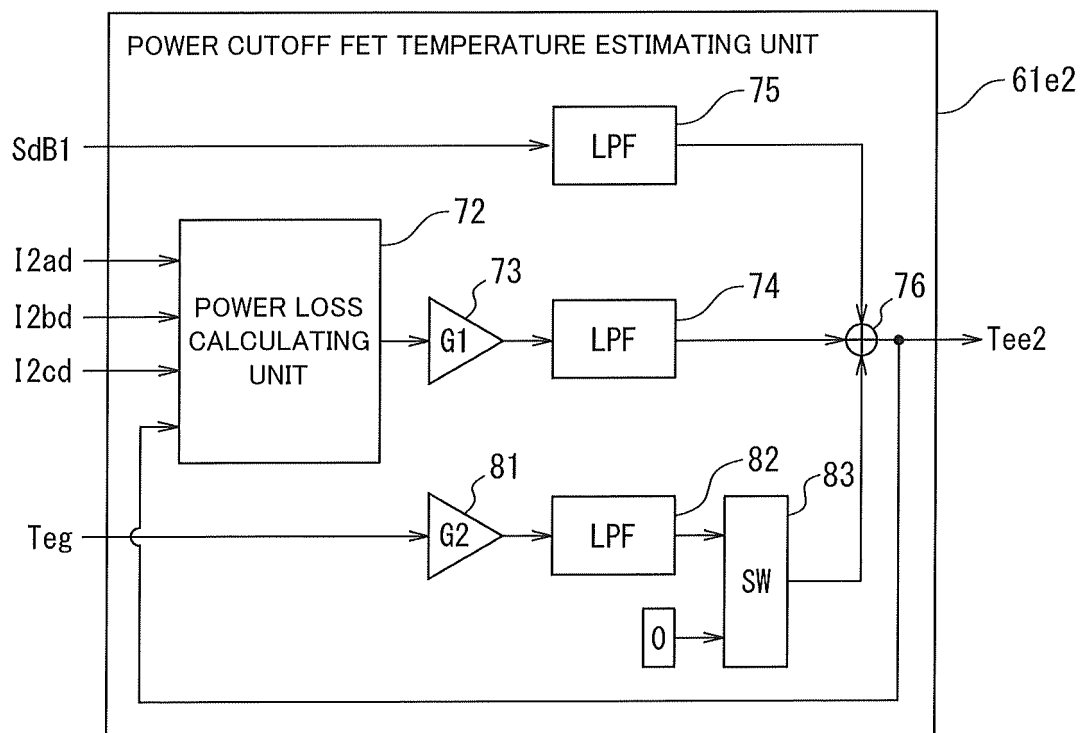 POWER CUTOFF FET TEMPERATURE ESTIMATING UNIT
61e2
75
SdB1
LPF
72
I2ad
I2bd
I2cd
POWER LOSS
CALCULATING
UNIT
73
G1
74
LPF
76
Tee2
81
82
83
Teg
G2
LPF
SW
0